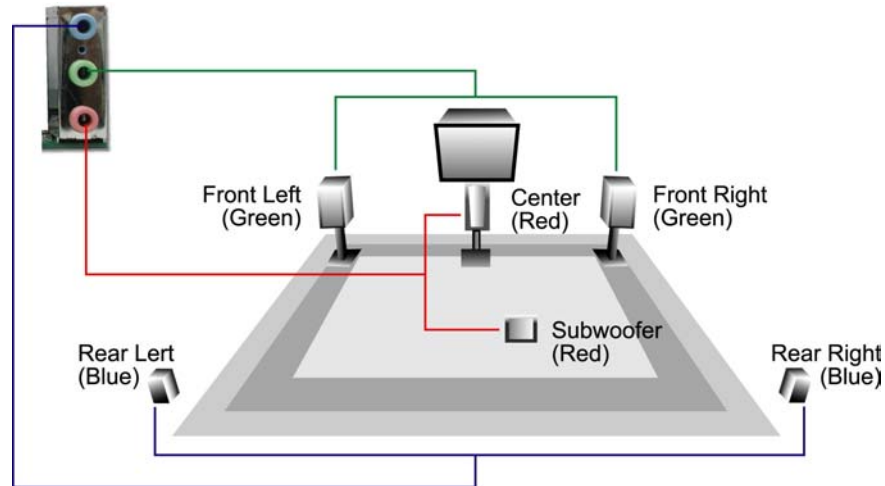 Front Left
(Green)
Center
(Red)
Front Right
(Green)
Subwoofer
(Red)
Rear Lert
(Blue)
Rear Right
(Blue)